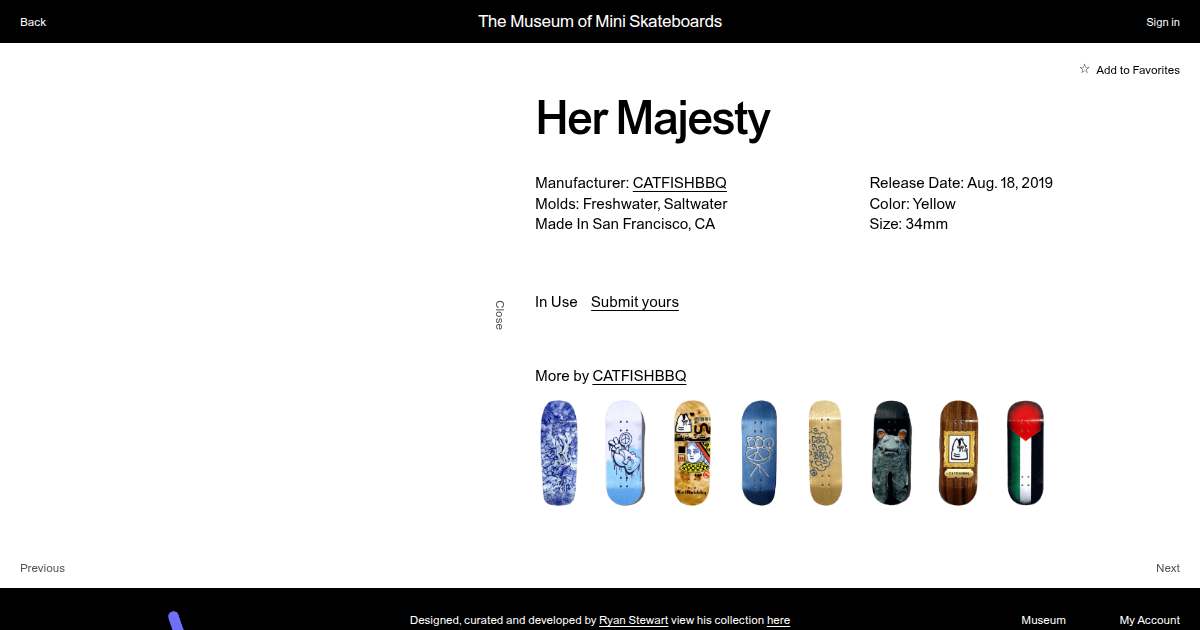 Back
The Museum of Mini Skateboards
Sign in
☆ Add to Favorites
Her Majesty
Manufacturer: CATFISHBBQ
Molds: Freshwater, Saltwater
Made In San Francisco, CA
Release Date: Aug. 18, 2019
Color: Yellow
Size: 34mm
Close
In Use Submit yours
More by CATFISHBBQ
Previous
Next
Designed, curated and developed by Ryan Stewart view his collection here
Museum
My Account